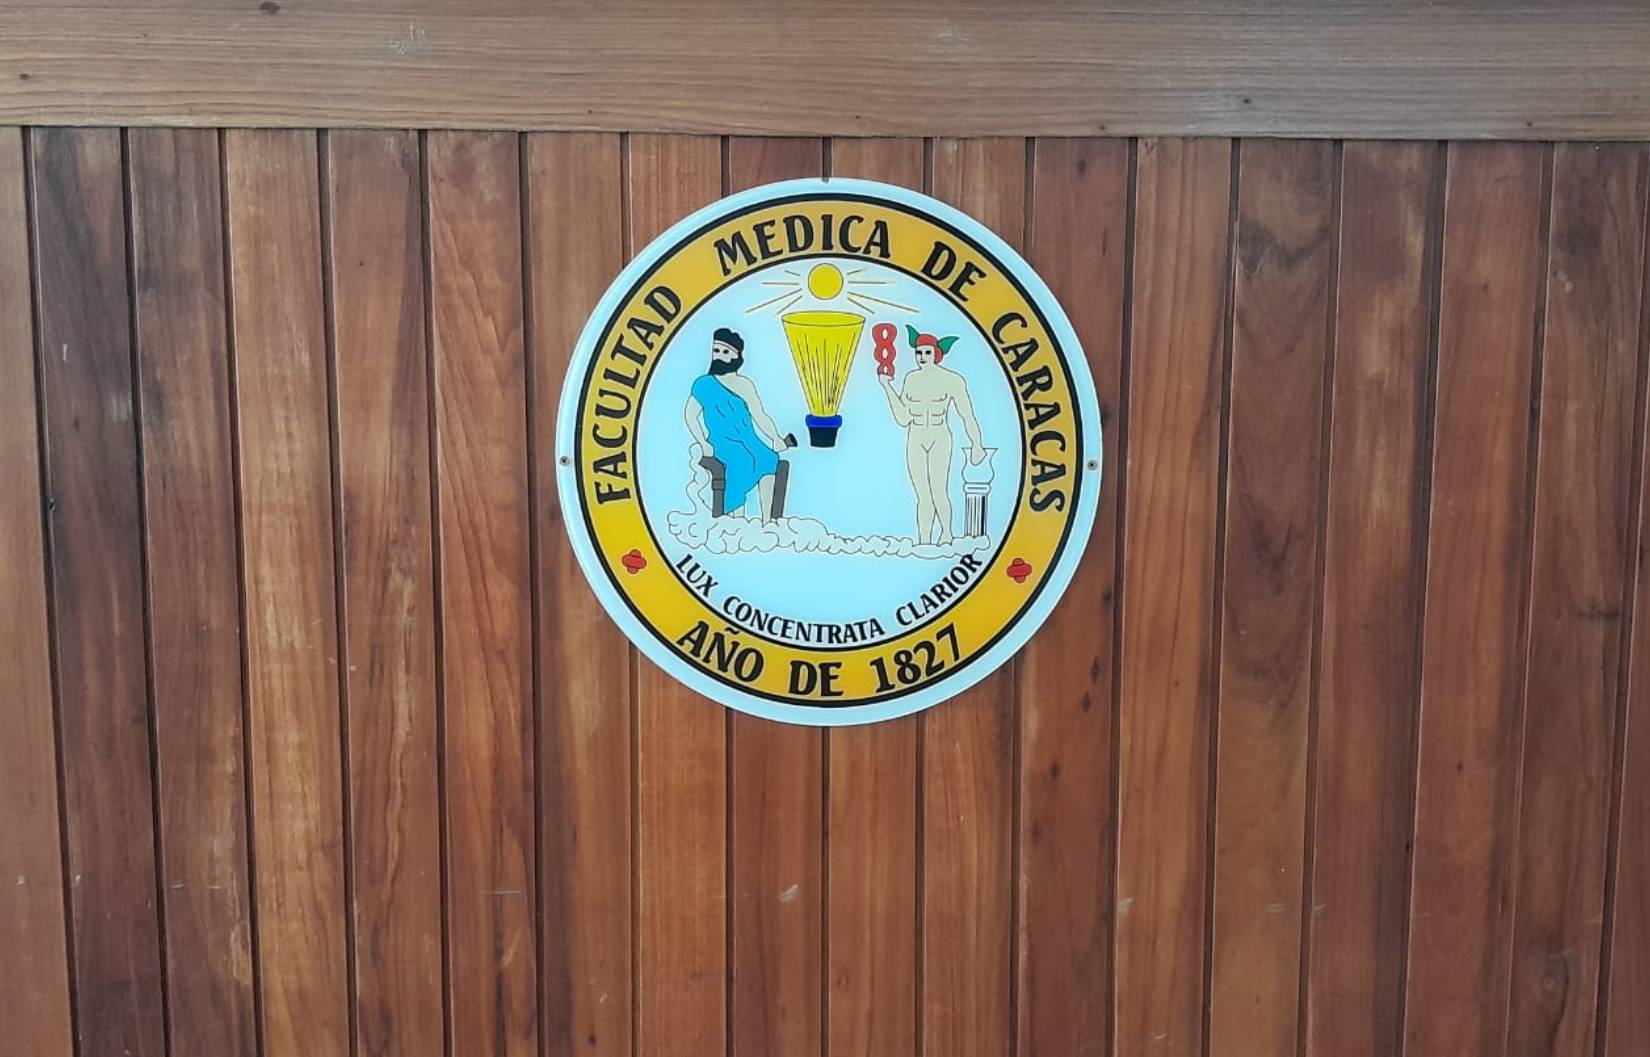 FACULTAD MEDICA DE CARACAS
LUX CONCENTRATA CLARIOR
AÑO DE 1827